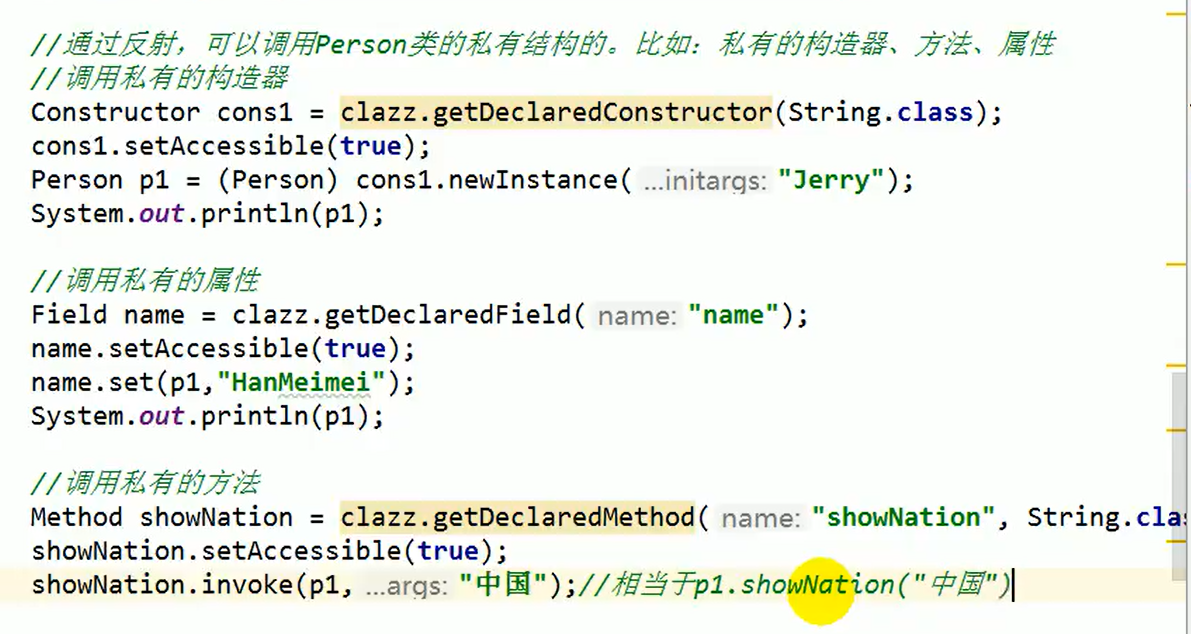 //通过反射，可以调用Person类的私有结构的。比如：私有的构造器、方法、属性
//调用私有的构造器
Constructor cons1 = clazz.getDeclaredConstructor(String.class);
cons1.setAccessible(true);
Person p1 = (Person) cons1.newInstance( ...initargs: "Jerry");
System.out.println(p1);
//调用私有的属性
Field name = clazz.getDeclaredField( name: "name");
name.setAccessible(true);
name.set(p1,"HanMeimei");
System.out.println(p1);
//调用私有的方法
Method showNation = clazz.getDeclaredMethod( name: "showNation", String.cla
showNation.setAccessible(true);
showNation.invoke(p1, ...args: "中国");//相当于p1.showNation("中国")